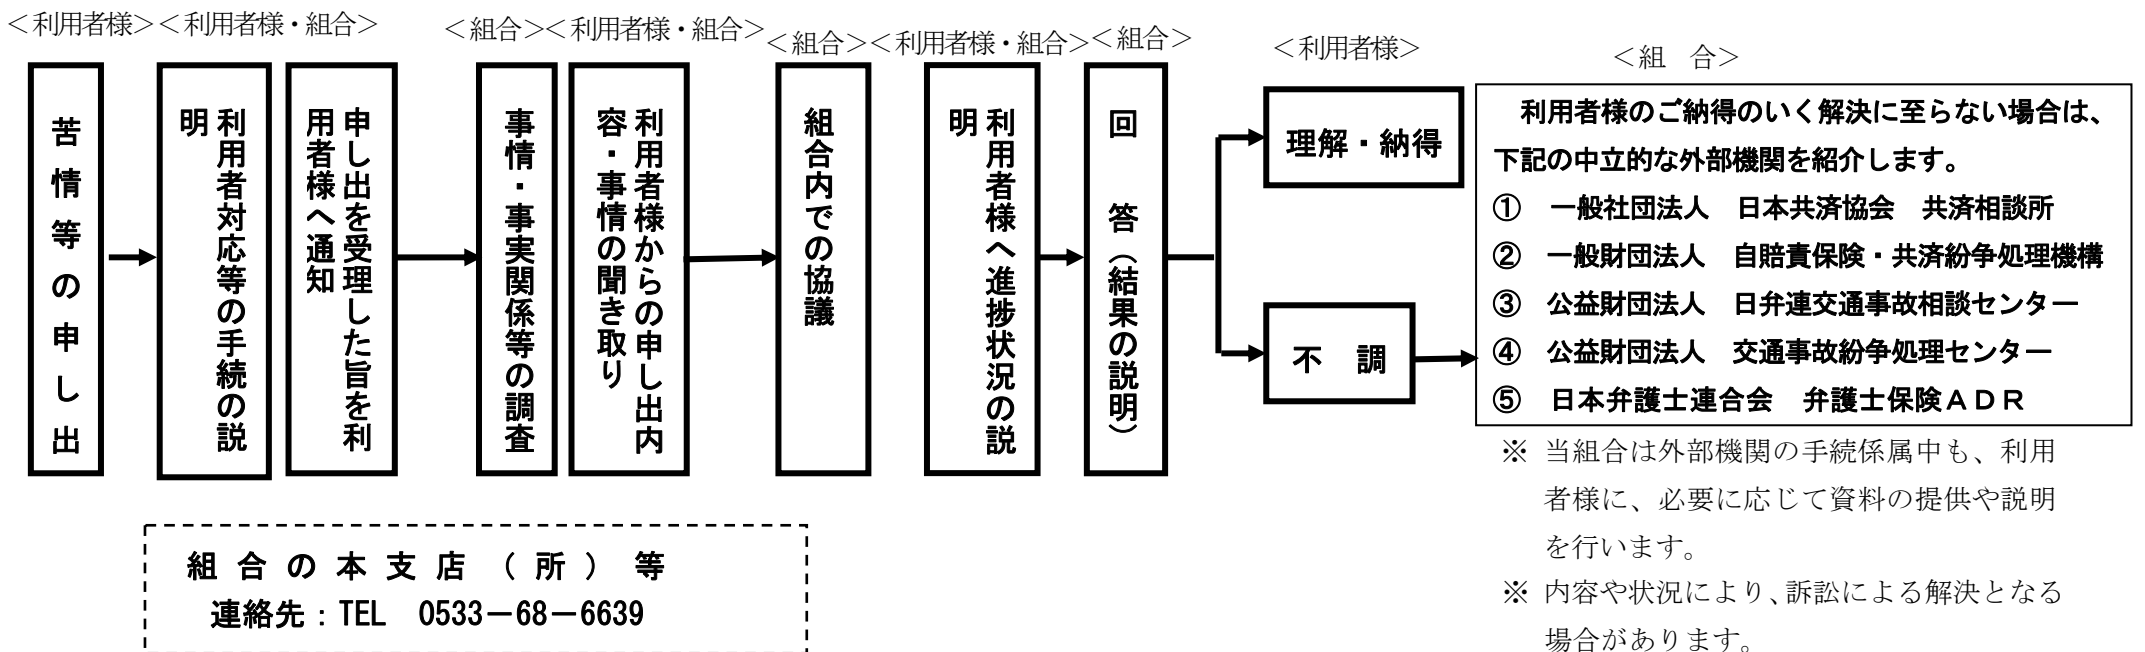 ＜利用者様＞
＜利用者様・組合＞
＜組合＞
＜利用者様・組合＞
＜組合＞
＜利用者様・組合＞
＜組合＞
＜利用者様＞
＜組　合＞
苦情等の申し出
利用者対応等の手続の説
明
申し出を受理した旨を利
用者様へ通知
事情・事実関係等の調査
利用者様からの申し出内
容・事情の聞き取り
組合内での協議
利用者様へ進捗状況の説
明
回　答（結果の説明）
理解・納得
不　調
利用者様のご納得のいく解決に至らない場合は、
下記の中立的な外部機関を紹介します。
①　一般社団法人　日本共済協会　共済相談所
②　一般財団法人　自賠責保険・共済紛争処理機構
③　公益財団法人　日弁連交通事故相談センター
④　公益財団法人　交通事故紛争処理センター
⑤　日本弁護士連合会　弁護士保険ＡＤＲ
※ 当組合は外部機関の手続係属中も、利用
者様に、必要に応じて資料の提供や説明
を行います。
※ 内容や状況により、訴訟による解決となる
場合があります。
組合の本支店（所）等
連絡先：TEL　0533－68－6639